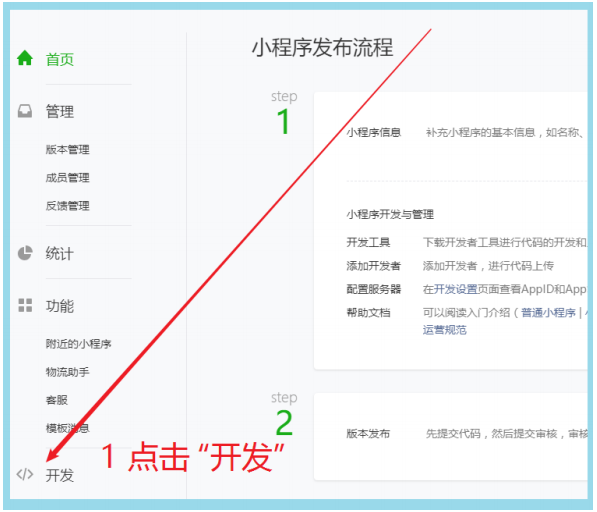 首页
管理
版本管理
成员管理
反馈管理
统计
功能
附近的小程序
物流助手
客服
模板消息
开发
小程序发布流程
step
1
小程序信息 补充小程序的基本信息，如名称、
小程序开发与管理
开发工具 下载开发者工具进行代码的开发和
添加开发者 添加开发者，进行代码上传
配置服务器 在开发设置页面查看AppID和App
帮助文档 可以阅读入门介绍（普通小程序 |
运营规范
step
2
版本发布 先提交代码，然后提交审核，审核
1 点击 “开发”